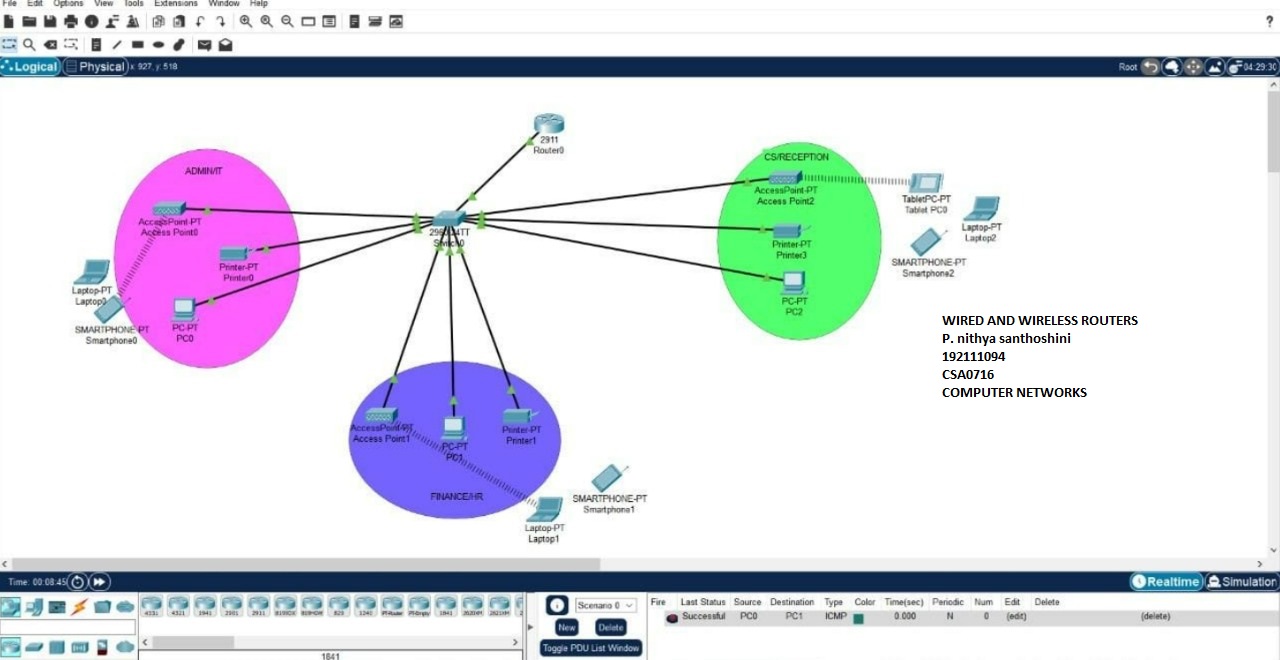 File Edit Options View Tools Extensions Window Help
?
Logical Physical x: 927, y: 518
Root 04:29:30
2911
Router0
ADMIN/IT
AccessPoint-PT
Access Point0
Printer-PT
Printer0
Laptop-PT
Laptop0
SMARTPHONE-PT
Smartphone0
PC-PT
PC0
Switch0
CS/RECEPTION
AccessPoint-PT
Access Point2
TabletPC-PT
Tablet PC0
Laptop-PT
Laptop2
Printer-PT
Printer3
SMARTPHONE-PT
Smartphone2
PC-PT
PC2
WIRED AND WIRELESS ROUTERS
P. nithya santhoshini
192111094
CSA0716
COMPUTER NETWORKS
AccessPoint-PT
Access Point1
PC-PT
PC1
Printer-PT
Printer1
FINANCE/HR
SMARTPHONE-PT
Smartphone1
Laptop-PT
Laptop1
Time: 00:08:45
Realtime Simulation
4331 4321 1941 2901 2911 819IOX 819HGW 829 1240 PT-Router PT-Empty 1841 2620XM 2621XM 2
1841
Scenario 0
New Delete
Toggle PDU List Window
Fire Last Status Source Destination Type Color Time(sec) Periodic Num Edit Delete
Successful PC0 PC1 ICMP 0.000 N 0 (edit) (delete)